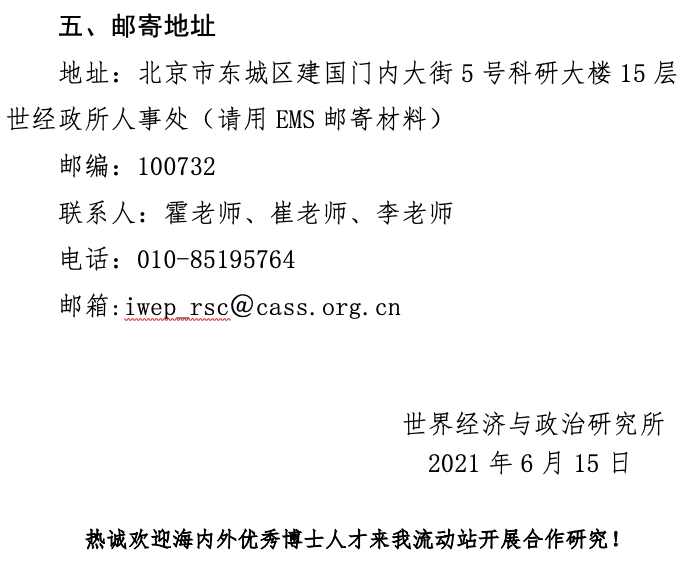 五、邮寄地址
地址：北京市东城区建国门内大街 5 号科研大楼 15 层
世经政所人事处（请用 EMS 邮寄材料）
邮编：100732
联系人：霍老师、崔老师、李老师
电话：010-85195764
邮箱:iwep_rsc@cass.org.cn
世界经济与政治研究所
2021 年 6 月 15 日
热诚欢迎海内外优秀博士人才来我流动站开展合作研究！